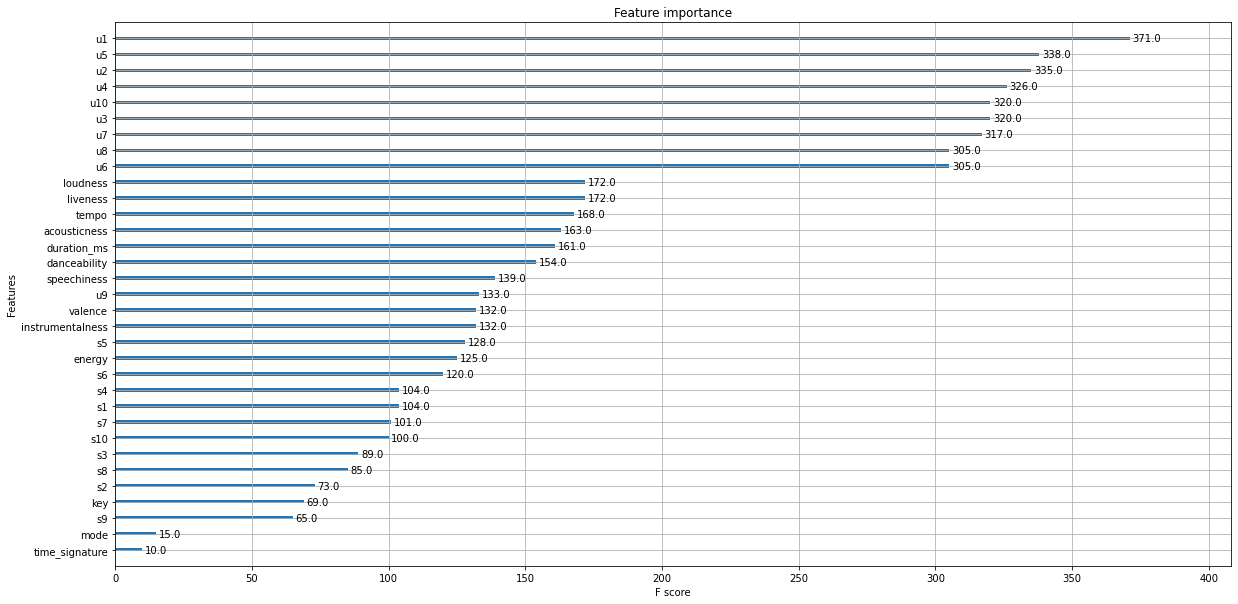 Feature importance
u1 371.0
u5 338.0
u2 335.0
u4 326.0
u10 320.0
u3 320.0
u7 317.0
u8 305.0
u6 305.0
loudness 172.0
liveness 172.0
tempo 168.0
acousticness 163.0
duration_ms 161.0
danceability 154.0
speechiness 139.0
u9 133.0
valence 132.0
instrumentalness 132.0
s5 128.0
energy 125.0
s6 120.0
s4 104.0
s1 104.0
s7 101.0
s10 100.0
s3 89.0
s8 85.0
s2 73.0
key 69.0
s9 65.0
mode 15.0
time_signature 10.0
Features
0 50 100 150 200 250 300 350 400
F score